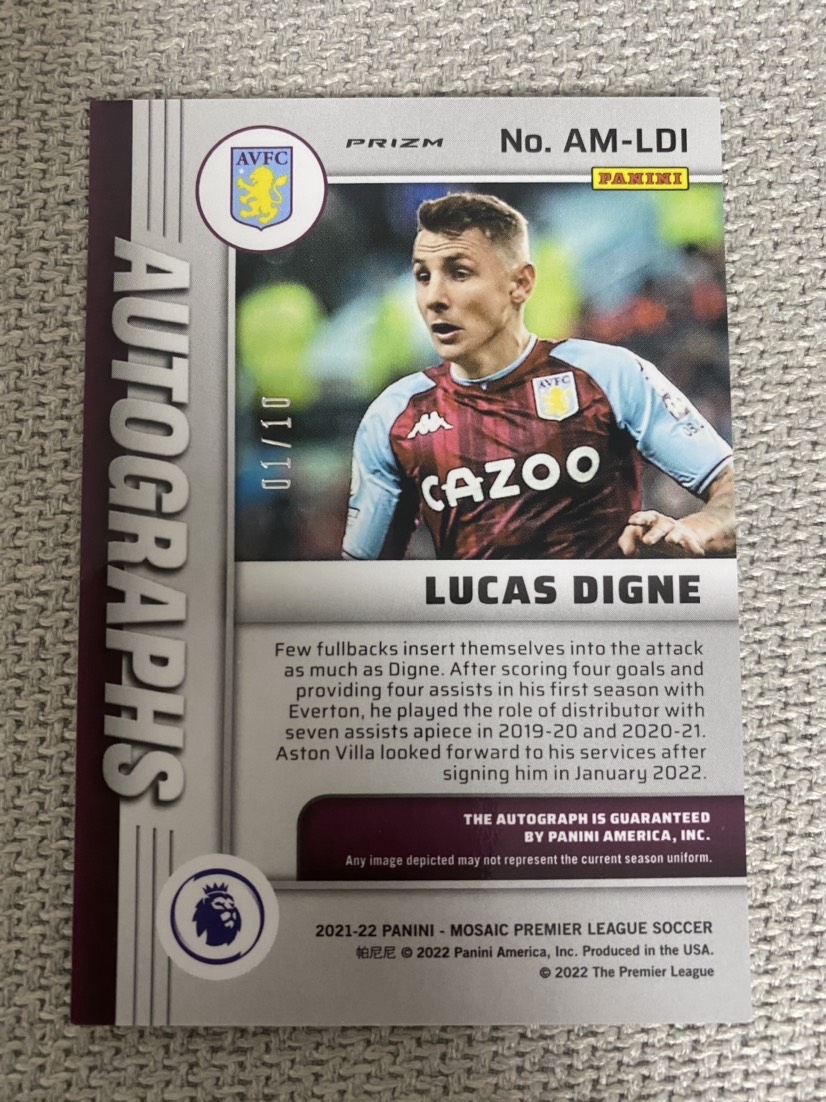 PRIZM
No. AM-LDI
PANINI
AVFC
AUTOGRAPHS
01/10
AVFC
CAZOO
LUCAS DIGNE
Few fullbacks insert themselves into the attack
as much as Digne. After scoring four goals and
providing four assists in his first season with
Everton, he played the role of distributor with
seven assists apiece in 2019-20 and 2020-21.
Aston Villa looked forward to his services after
signing him in January 2022.
THE AUTOGRAPH IS GUARANTEED
BY PANINI AMERICA, INC.
Any image depicted may not represent the current season uniform.
2021-22 PANINI - MOSAIC PREMIER LEAGUE SOCCER
帕尼尼 © 2022 Panini America, Inc. Produced in the USA.
© 2022 The Premier League